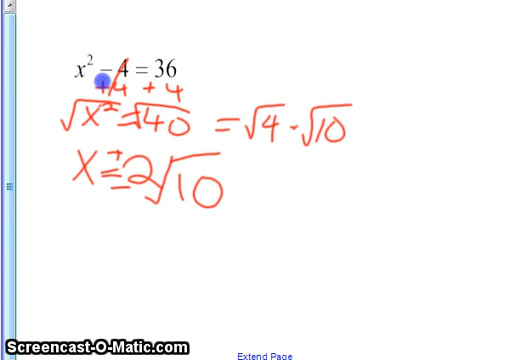 x² − 4 = 36
+4 +4
√x² = √40 = √4 · √10
x = ± 2√10
Screencast-O-Matic.com
Extend Page